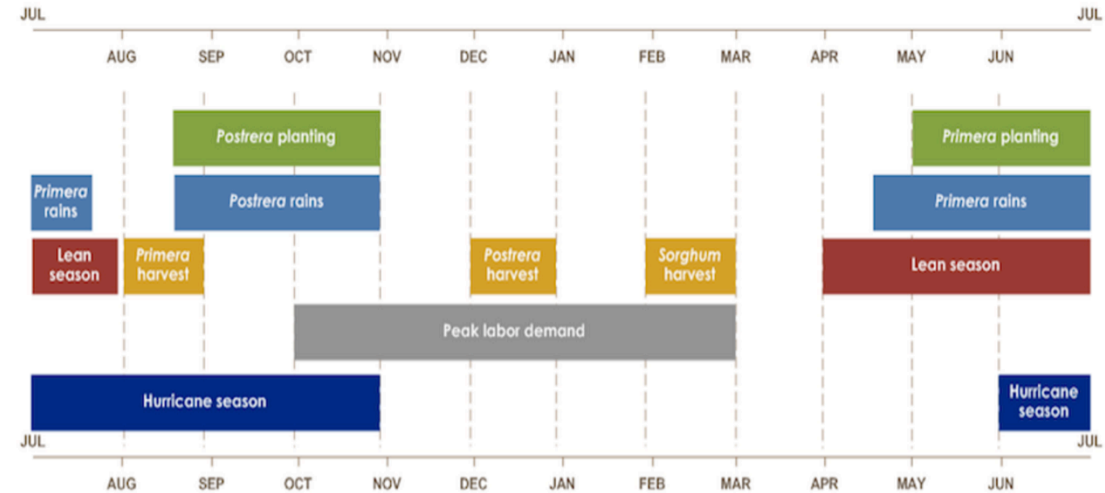 JUL JUL
AUG SEP OCT NOV DEC JAN FEB MAR APR MAY JUN
Postrera planting
Primera planting
Primera
rains
Postrera rains
Primera rains
Lean
season
Primera
harvest
Postrera
harvest
Sorghum
harvest
Lean season
Peak labor demand
Hurricane season
Hurricane
season
JUL JUL
AUG SEP OCT NOV DEC JAN FEB MAR APR MAY JUN